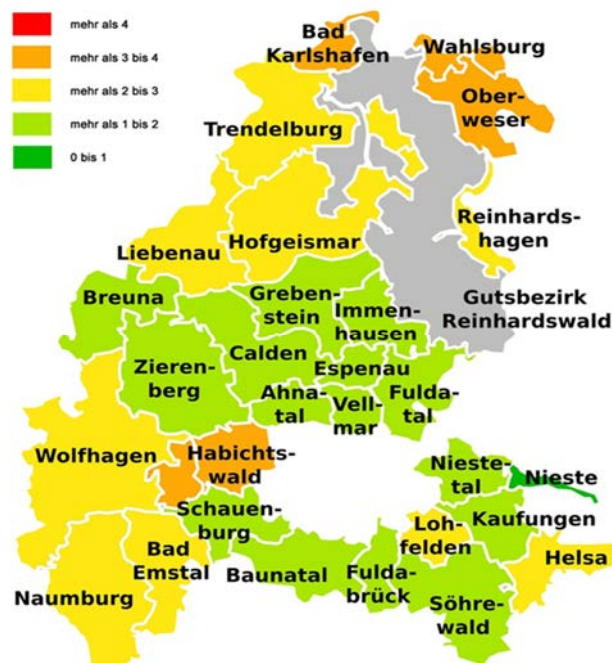 mehr als 4
mehr als 3 bis 4
mehr als 2 bis 3
mehr als 1 bis 2
0 bis 1
Bad
Karlshafen
Wahlsburg
Ober-
weser
Trendelburg
Reinhards-
hagen
Liebenau
Hofgeismar
Breuna
Greben-
stein
Immen-
hausen
Gutsbezirk
Reinhardswald
Calden
Zieren-
berg
Espenau
Ahna-
tal
Vell-
mar
Fulda-
tal
Wolfhagen
Habichts-
wald
Nieste-
tal
Nieste
Schauen-
burg
Kaufungen
Loh-
felden
Bad
Emstal
Helsa
Baunatal
Fulda-
brück
Naumburg
Söhre-
wald